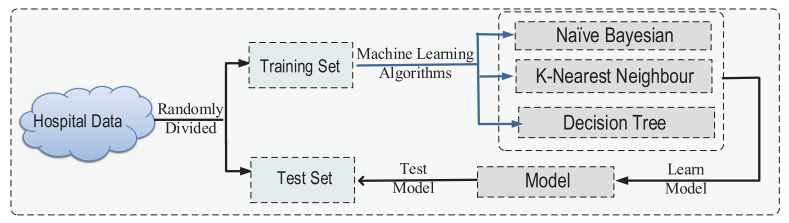 Hospital Data
Randomly
Divided
Training Set
Machine Learning
Algorithms
Naïve Bayesian
K-Nearest Neighbour
Decision Tree
Learn
Model
Model
Test
Model
Test Set